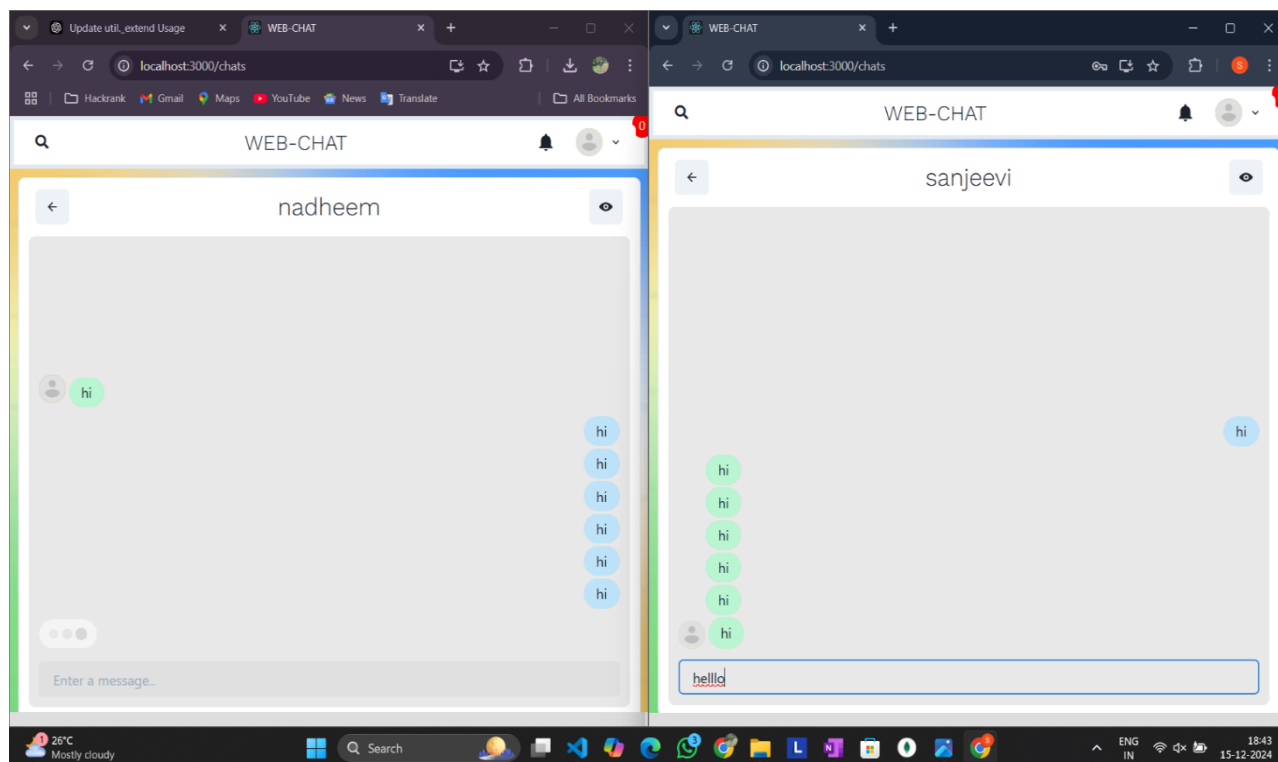 Update util._extend Usage
WEB-CHAT
localhost:3000/chats
Hackrank
Gmail
Maps
YouTube
News
Translate
All Bookmarks
WEB-CHAT
0
nadheem
hi
hi
hi
hi
hi
hi
hi
Enter a message..
WEB-CHAT
localhost:3000/chats
S
WEB-CHAT
sanjeevi
hi
hi
hi
hi
hi
hi
hi
helllo
1
26°C
Mostly cloudy
Search
3
L
N
S
ENG
IN
18:43
15-12-2024